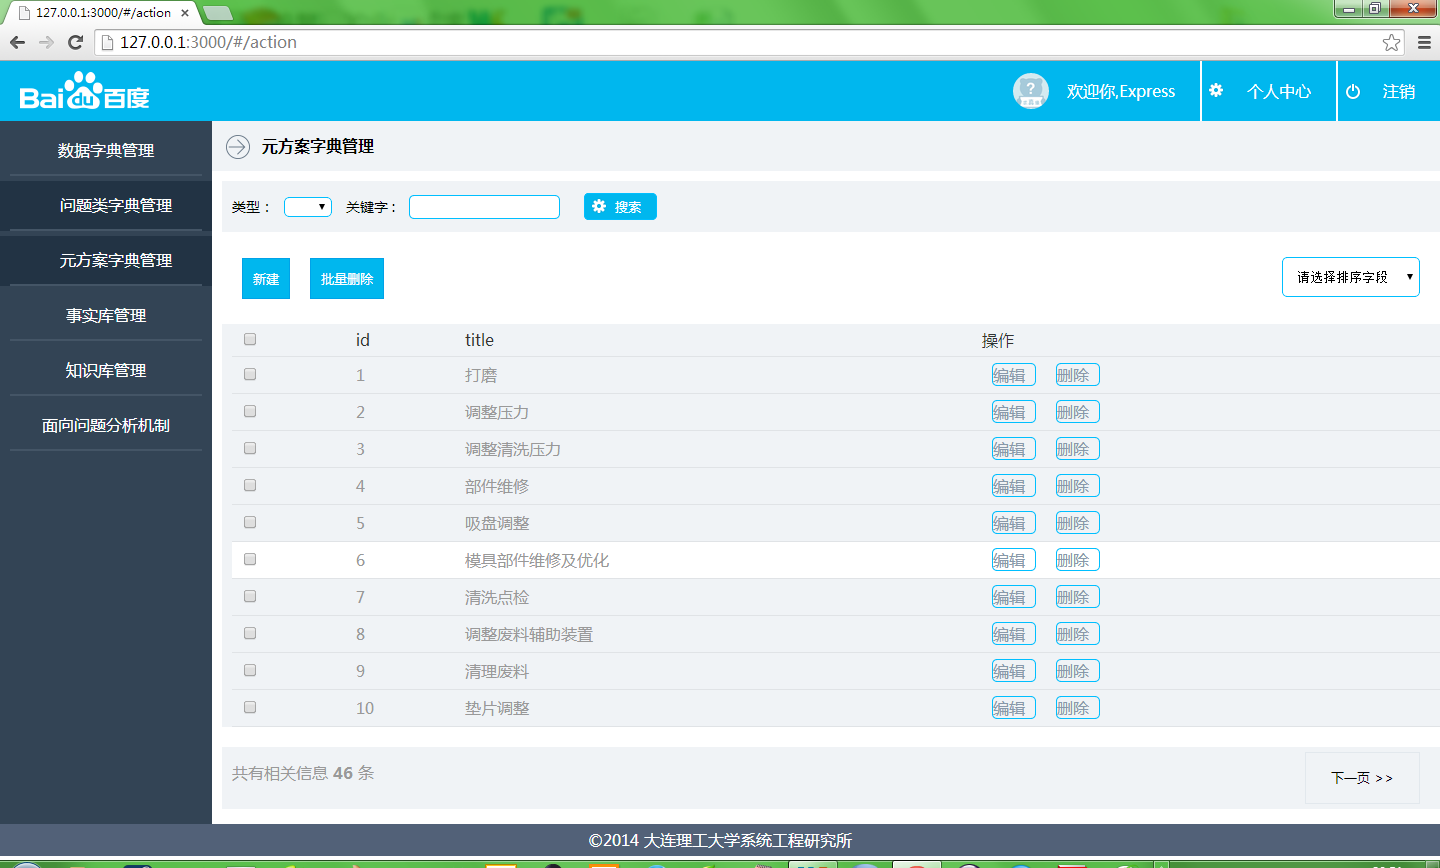 127.0.0.1:3000/#/action
127.0.0.1:3000/#/action
Bai du 百度
欢迎你,Express
个人中心
注销
数据字典管理
问题类字典管理
元方案字典管理
事实库管理
知识库管理
面向问题分析机制
元方案字典管理
类型： 关键字： 搜索
新建 批量删除 请选择排序字段
id title 操作
1 打磨 编辑 删除
2 调整压力 编辑 删除
3 调整清洗压力 编辑 删除
4 部件维修 编辑 删除
5 吸盘调整 编辑 删除
6 模具部件维修及优化 编辑 删除
7 清洗点检 编辑 删除
8 调整废料辅助装置 编辑 删除
9 清理废料 编辑 删除
10 垫片调整 编辑 删除
共有相关信息 46 条
下一页 >>
©2014 大连理工大学系统工程研究所